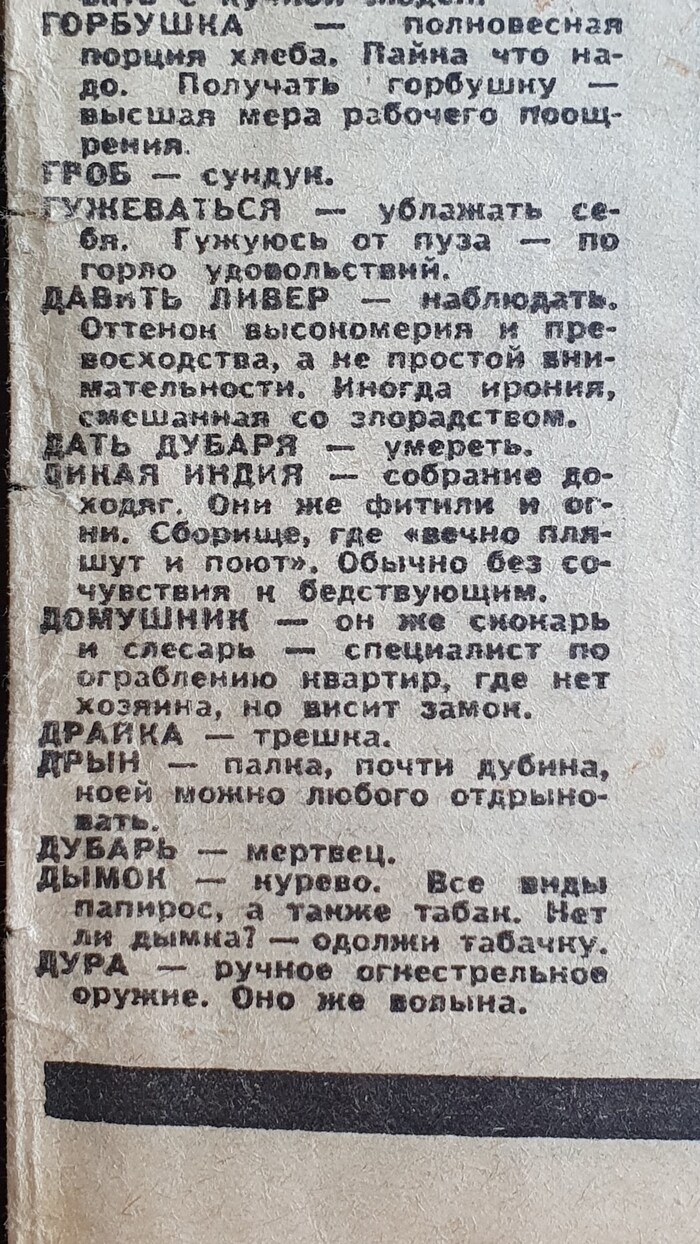 ГОРБУШКА — полновесная
порция хлеба. Пайка что на-
до. Получать горбушку —
высшая мера рабочего поощ-
рения.
ГРОБ — сундук.
ГУЖЕВАТЬСЯ — ублажать се-
бя. Гужуюсь от пуза — по
горло удовольствий.
ДАВиТЬ ЛИВЕР — наблюдать.
Оттенок высокомерия и пре-
восходства, а не простой вни-
мательности. Иногда ирония,
смешанная со злорадством.
ДАТЬ ДУБАРЯ — умереть.
ДИКАЯ ИНДИЯ — собрание до-
ходяг. Они же фитили и ог-
ни. Сборище, где «вечно пля-
шут и поют». Обычно без со-
чувствия к бедствующим.
ДОМУШНИК — он же скокарь
и слесарь — специалист по
ограблению квартир, где нет
хозяина, но висит замок.
ДРАЙКА — трешка.
ДРЫН — палка, почти дубина,
коей можно любого отдрыно-
вать.
ДУБАРЬ — мертвец.
ДЫМОК — курево. Все виды
папирос, а также табак. Нет
ли дымка? — одолжи табачку.
ДУРА — ручное огнестрельное
оружие. Оно же волына.